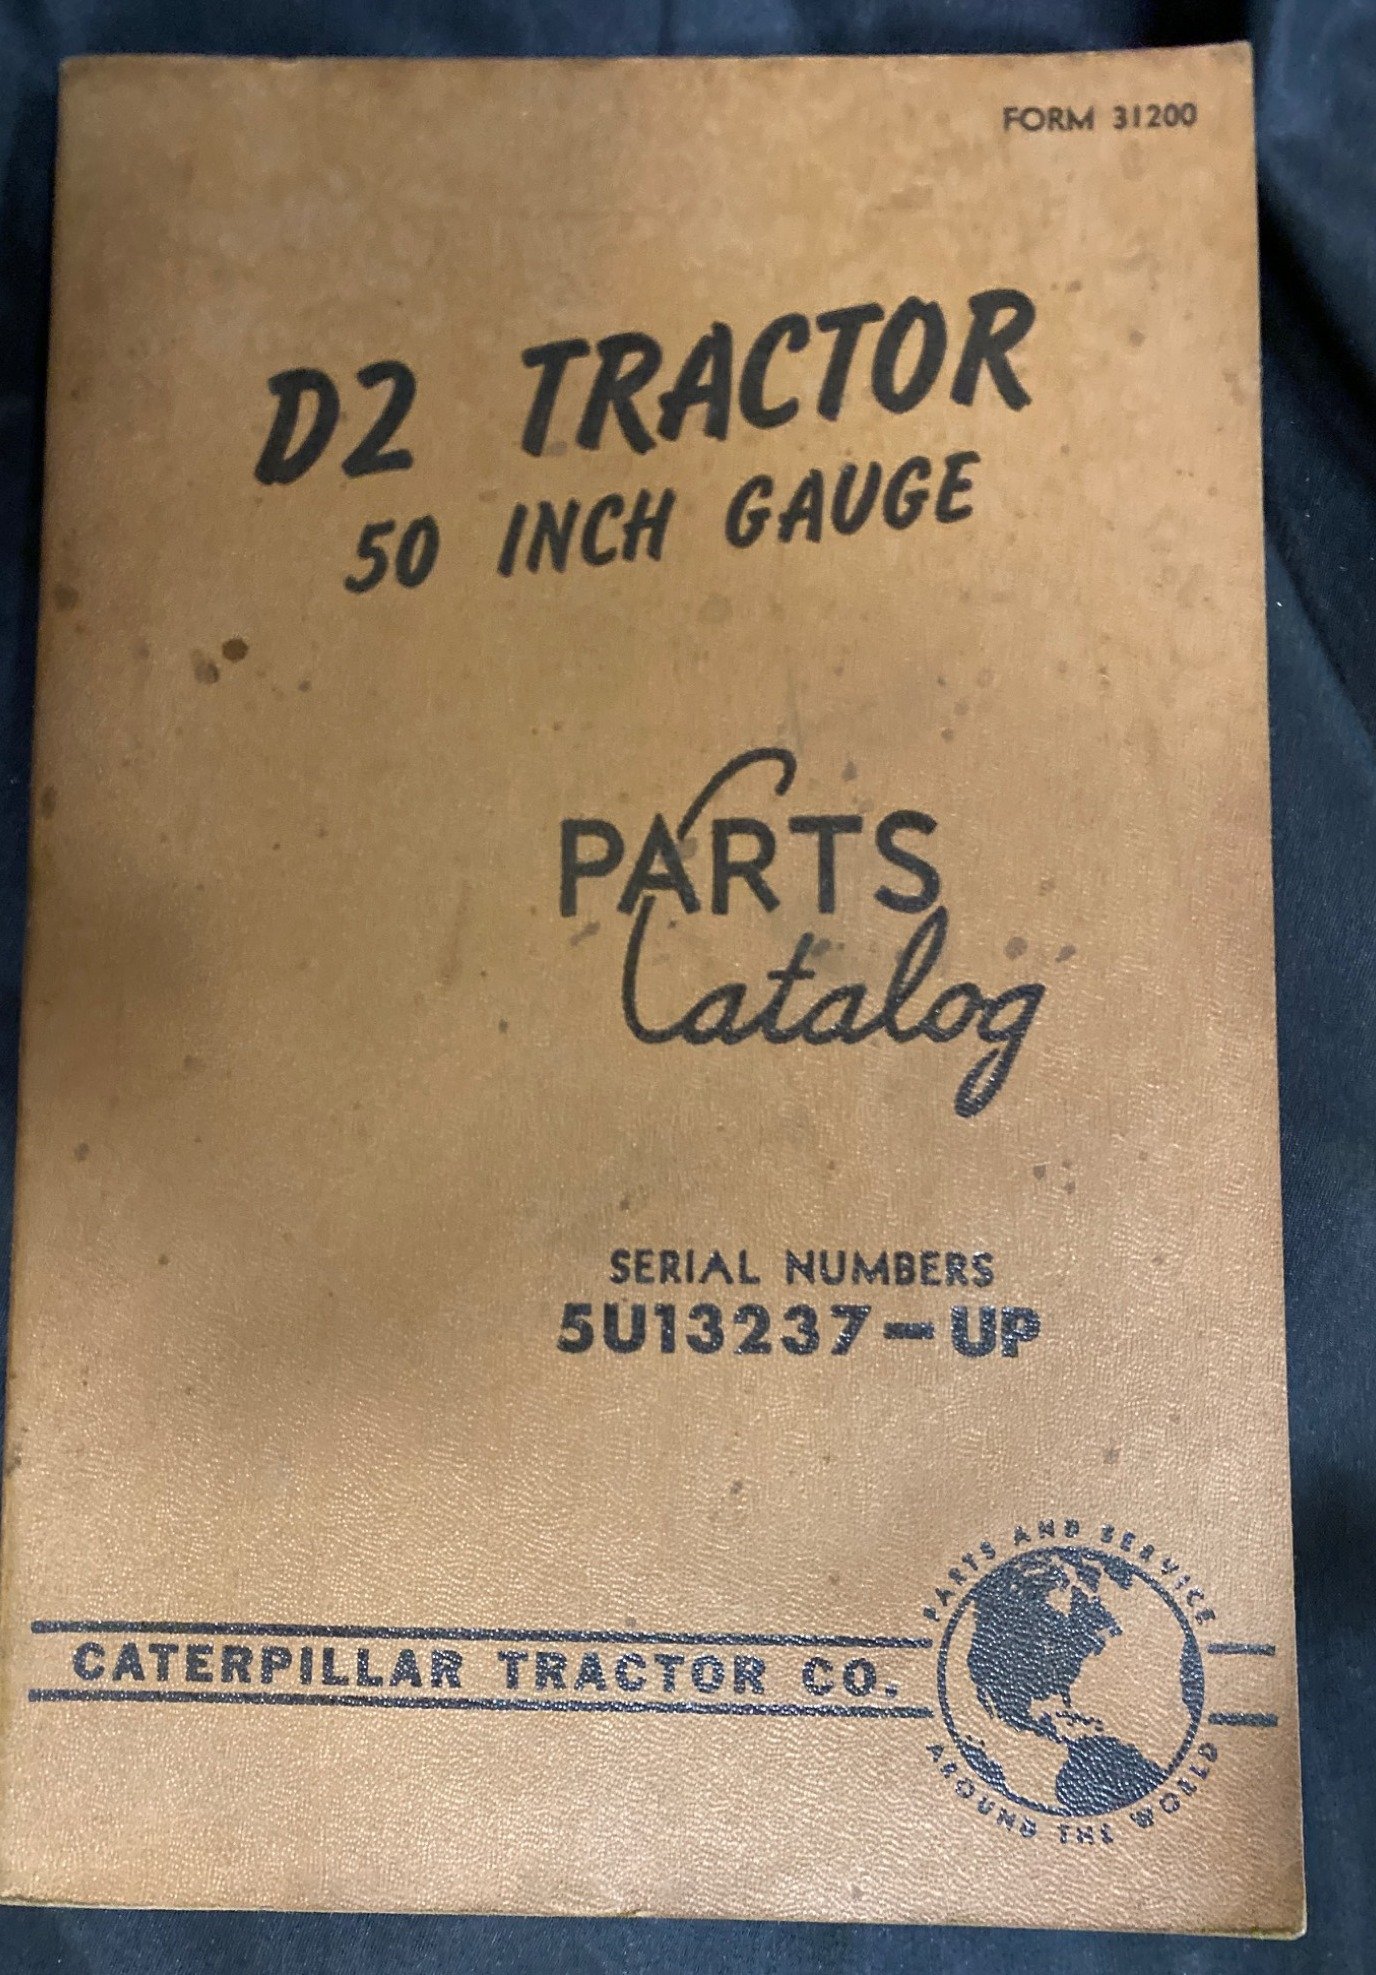 FORM 31200
D2 TRACTOR
50 INCH GAUGE
PARTS
Catalog
SERIAL NUMBERS
5U13237-UP
CATERPILLAR TRACTOR CO.
PARTS AND SERVICE
AROUND THE WORLD